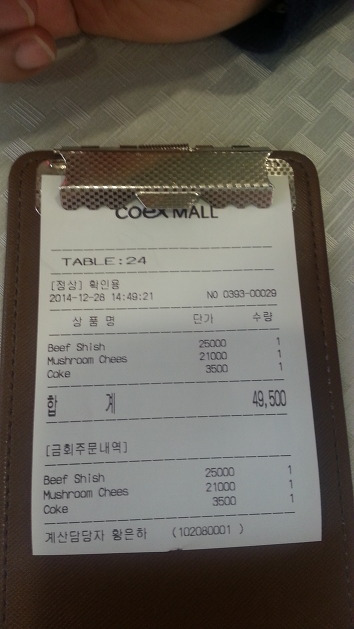 COEX MALL
TABLE:24
[정상] 확인용
2014-12-28 14:49:21 NO 0393-00029
상 품 명 단가 수량
Beef Shish 25000 1
Mushroom Chees 21000 1
Coke 3500 1
합 계 49,500
[금회주문내역]
Beef Shish 25000 1
Mushroom Chees 21000 1
Coke 3500 1
계산담당자 황은하 (102080001 )